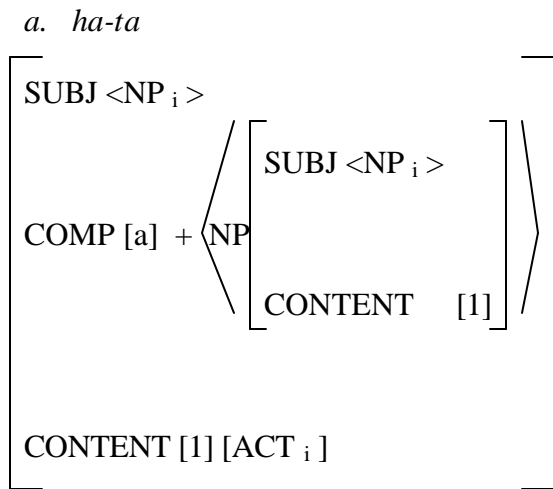 a. ha-ta
SUBJ <NP i >
SUBJ <NP i >
COMP [a] + NP
CONTENT [1]
CONTENT [1] [ACT i ]